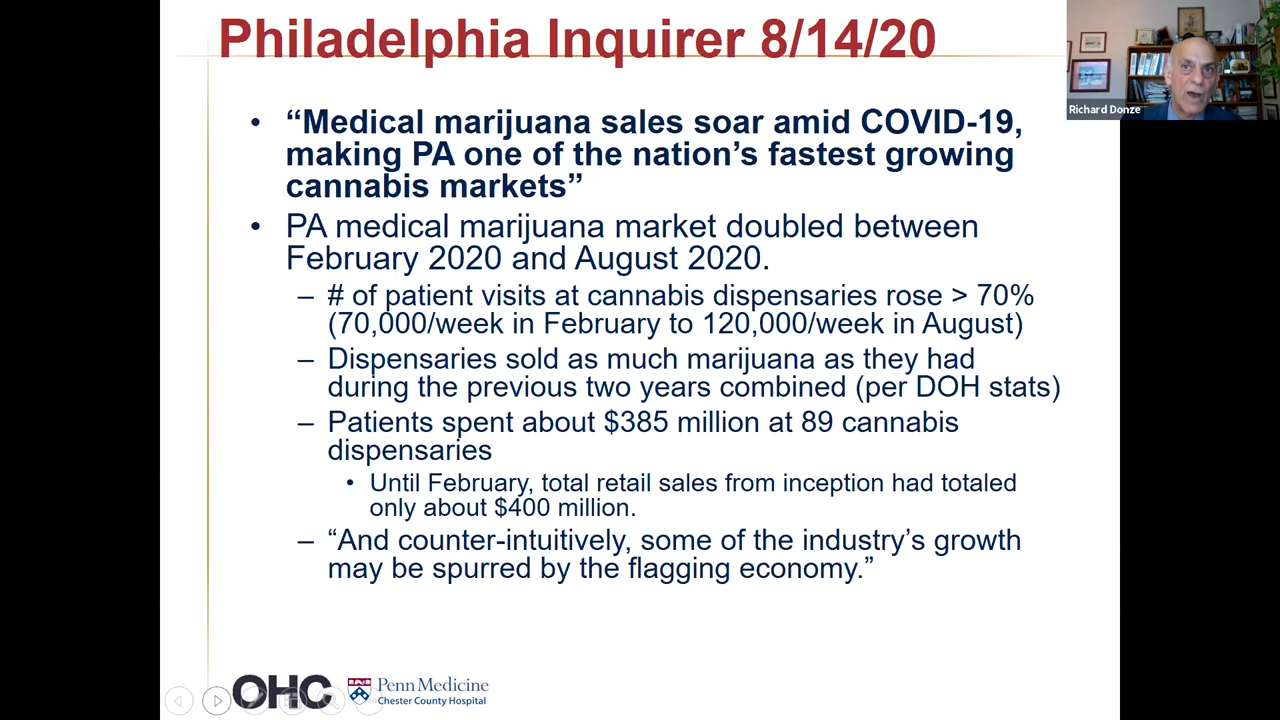 Philadelphia Inquirer 8/14/20
Richard Donze
• “Medical marijuana sales soar amid COVID-19,
making PA one of the nation’s fastest growing
cannabis markets”
• PA medical marijuana market doubled between
February 2020 and August 2020.
– # of patient visits at cannabis dispensaries rose > 70%
(70,000/week in February to 120,000/week in August)
– Dispensaries sold as much marijuana as they had
during the previous two years combined (per DOH stats)
– Patients spent about $385 million at 89 cannabis
dispensaries
• Until February, total retail sales from inception had totaled
only about $400 million.
– “And counter-intuitively, some of the industry’s growth
may be spurred by the flagging economy.”
OHC
Penn Medicine
Chester County Hospital